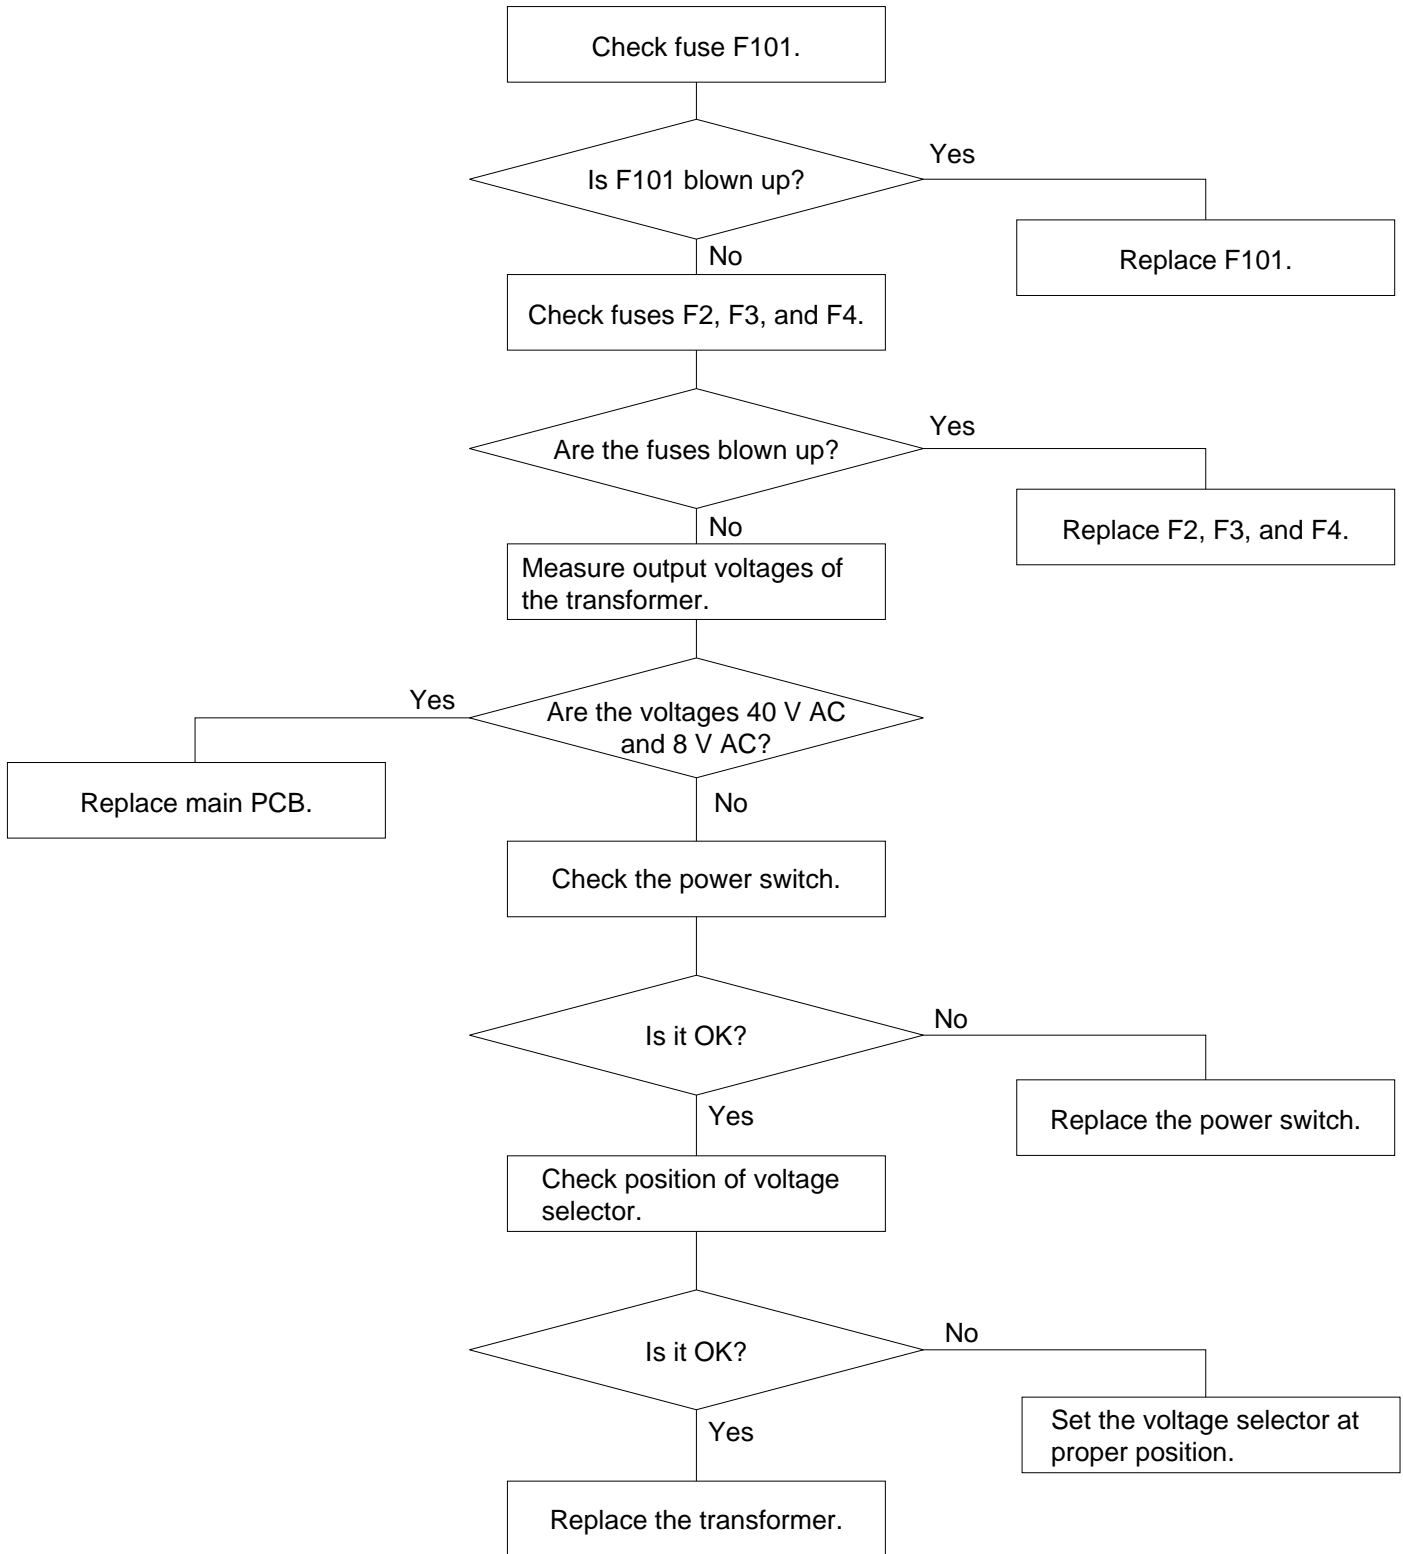 Check fuse F101.
Is F101 blown up?
Yes
Replace F101.
No
Check fuses F2, F3, and F4.
Are the fuses blown up?
Yes
Replace F2, F3, and F4.
No
Measure output voltages of
the transformer.
Are the voltages 40 V AC
and 8 V AC?
Yes
Replace main PCB.
No
Check the power switch.
Is it OK?
No
Replace the power switch.
Yes
Check position of voltage
selector.
Is it OK?
No
Set the voltage selector at
proper position.
Yes
Replace the transformer.